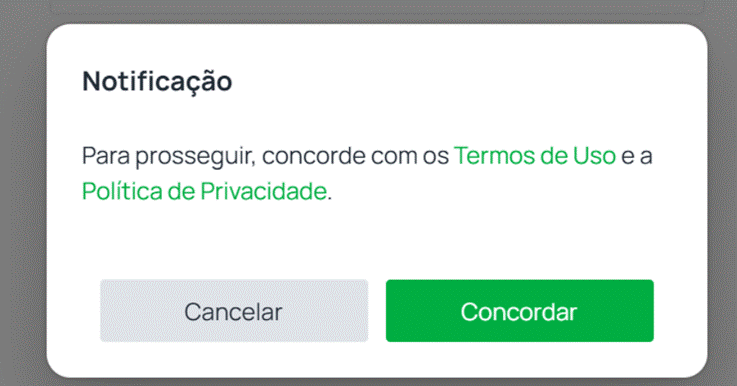 Notificação
Para prosseguir, concorde com os Termos de Uso e a
Política de Privacidade.
Cancelar
Concordar